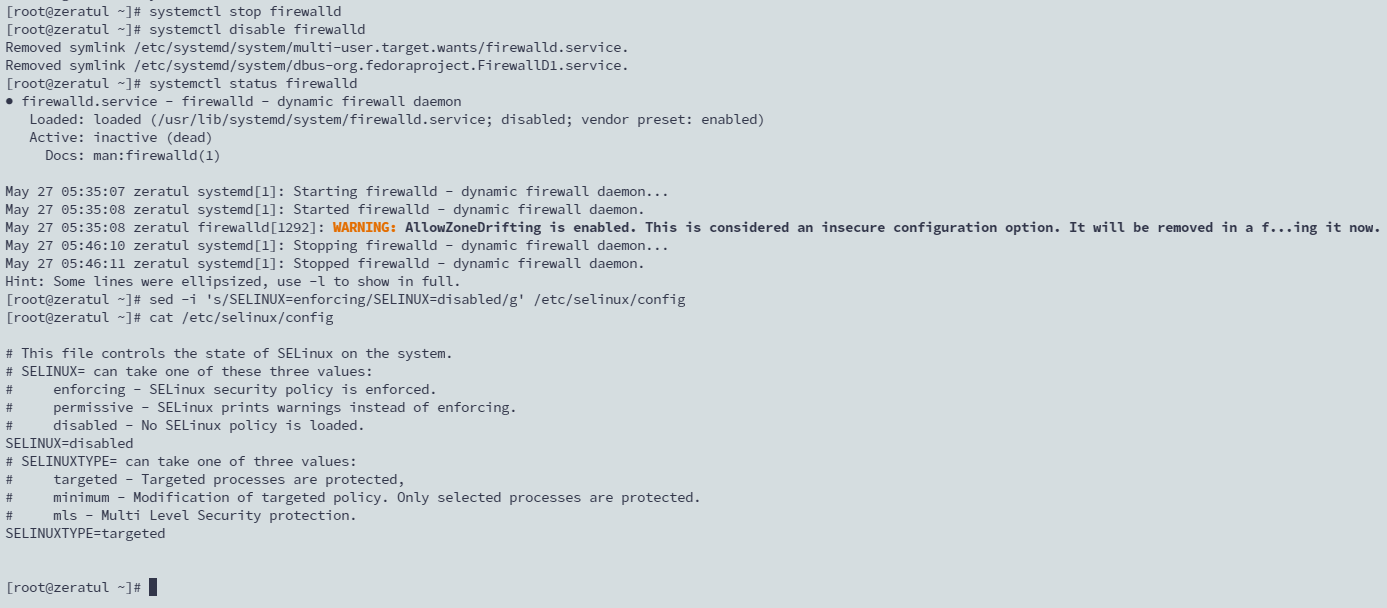 [root@zeratul ~]# systemctl stop firewalld
[root@zeratul ~]# systemctl disable firewalld
Removed symlink /etc/systemd/system/multi-user.target.wants/firewalld.service.
Removed symlink /etc/systemd/system/dbus-org.fedoraproject.FirewallD1.service.
[root@zeratul ~]# systemctl status firewalld
● firewalld.service - firewalld - dynamic firewall daemon
   Loaded: loaded (/usr/lib/systemd/system/firewalld.service; disabled; vendor preset: enabled)
   Active: inactive (dead)
     Docs: man:firewalld(1)

May 27 05:35:07 zeratul systemd[1]: Starting firewalld - dynamic firewall daemon...
May 27 05:35:08 zeratul systemd[1]: Started firewalld - dynamic firewall daemon.
May 27 05:35:08 zeratul firewalld[1292]: WARNING: AllowZoneDrifting is enabled. This is considered an insecure configuration option. It will be removed in a f...ing it now.
May 27 05:46:10 zeratul systemd[1]: Stopping firewalld - dynamic firewall daemon...
May 27 05:46:11 zeratul systemd[1]: Stopped firewalld - dynamic firewall daemon.
Hint: Some lines were ellipsized, use -l to show in full.
[root@zeratul ~]# sed -i 's/SELINUX=enforcing/SELINUX=disabled/g' /etc/selinux/config
[root@zeratul ~]# cat /etc/selinux/config

# This file controls the state of SELinux on the system.
# SELINUX= can take one of these three values:
#     enforcing - SELinux security policy is enforced.
#     permissive - SELinux prints warnings instead of enforcing.
#     disabled - No SELinux policy is loaded.
SELINUX=disabled
# SELINUXTYPE= can take one of three values:
#     targeted - Targeted processes are protected,
#     minimum - Modification of targeted policy. Only selected processes are protected.
#     mls - Multi Level Security protection.
SELINUXTYPE=targeted

[root@zeratul ~]#